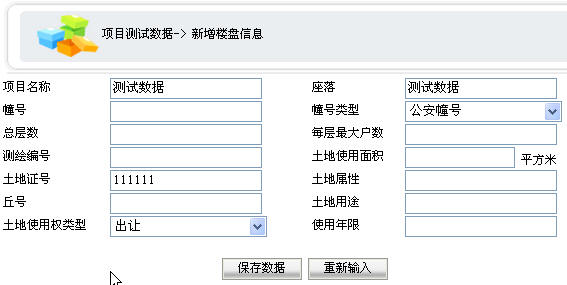 项目测试数据-> 新增楼盘信息
项目名称 测试数据 座落 测试数据
幢号 幢号类型 公安幢号
总层数 每层最大户数
测绘编号 土地使用面积 平方米
土地证号 111111 土地属性
丘号 土地用途
土地使用权类型 出让 使用年限
保存数据 重新输入